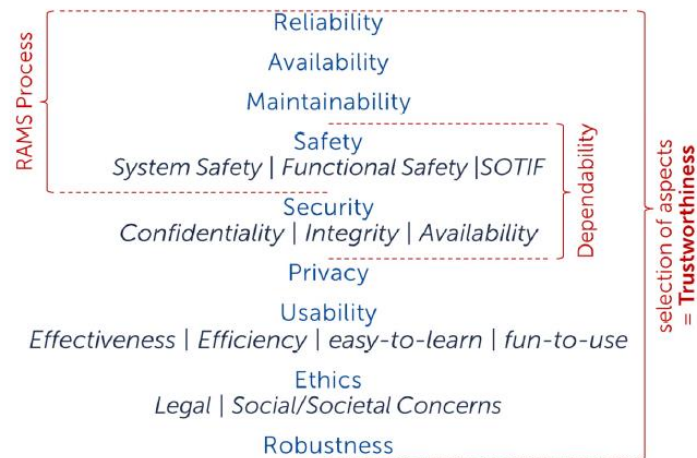 Reliability
Availability
Maintainability
Safety
System Safety | Functional Safety |SOTIF
Security
Confidentiality | Integrity | Availability
Privacy
Usability
Effectiveness | Efficiency | easy-to-learn | fun-to-use
Ethics
Legal | Social/Societal Concerns
Robustness
RAMS Process
Dependability
selection of aspects
= Trustworthiness